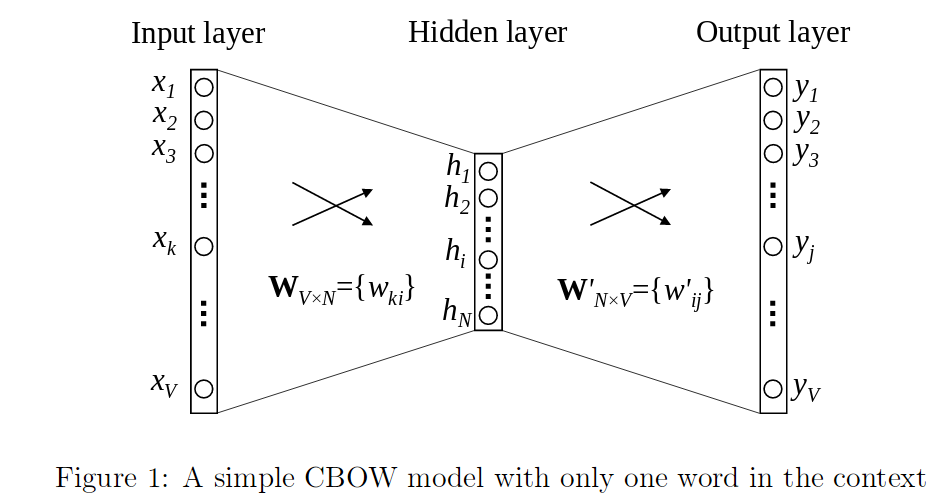 Input layer Hidden layer Output layer
x1 y1
x2 y2
x3 h1 y3
h2
xk hi yj
W V×N={wki} W'N×V={w'ij}
hN
xV yV
Figure 1: A simple CBOW model with only one word in the context